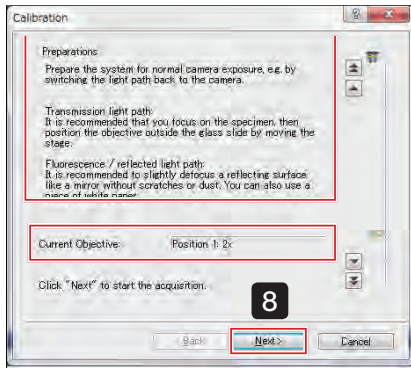 Calibration
Preparations
Prepare the system for normal camera exposure, e.g. by
switching the light path back to the camera.
Transmission light path:
It is recommended that you focus on the specimen, then
position the objective outside the glass slide by moving the
stage.
Fluorescence / reflected light path:
It is recommended to slightly defocus a reflecting surface
like a mirror without scratches or dust. You can also use a
piece of white paper.
Current Objective: Position 1: 2x
Click "Next" to start the acquisition.
8
< Back Next > Cancel